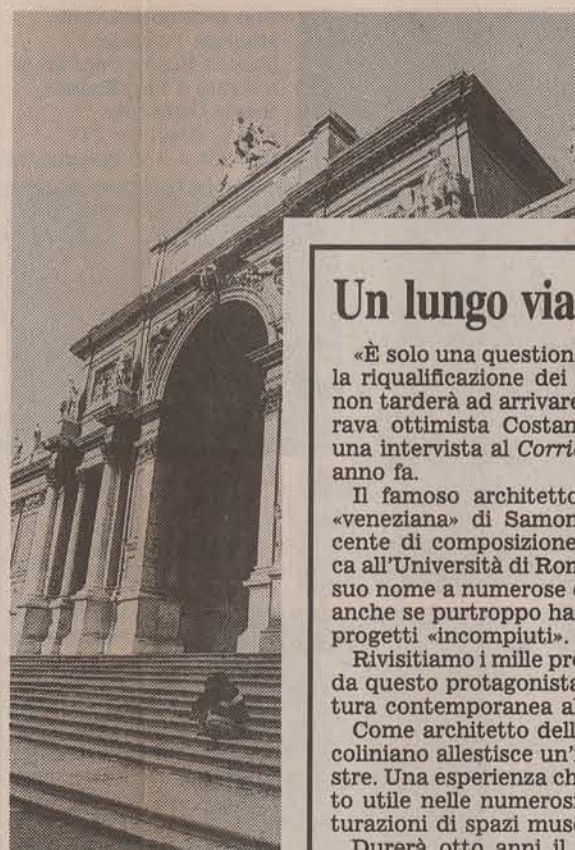 Un lungo via
«È solo una question
la riqualificazione dei
non tarderà ad arrivare
rava ottimista Costan
una intervista al Corri
anno fa.
Il famoso architetto
«veneziana» di Samon
cente di composizione
ca all'Università di Rom
suo nome a numerose
anche se purtroppo ha
progetti «incompiuti».
Rivisitiamo i mille pr
da questo protagonista
tura contemporanea al
Come architetto dell
coliniano allestisce un'
stre. Una esperienza ch
to utile nelle numerosi
turazioni di spazi mus
Durerà otto anni il